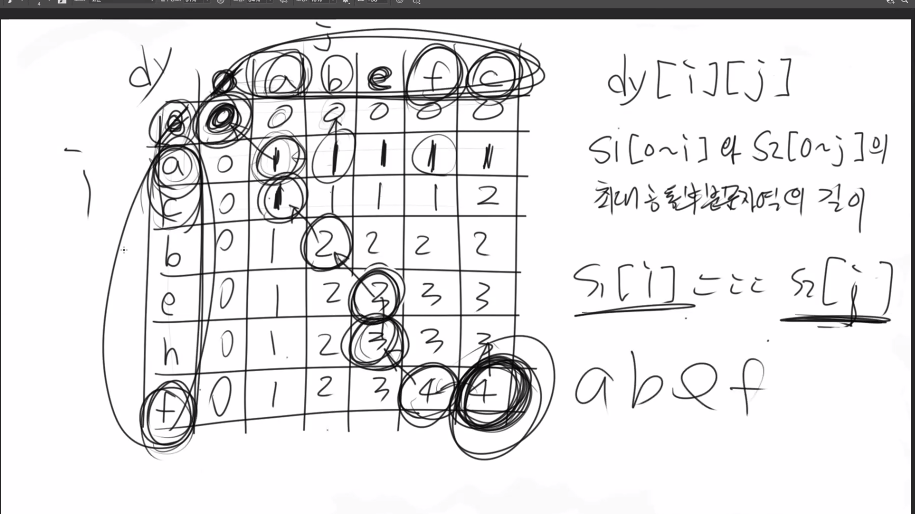 j
dy
0 a b e f c
0 0 0 0 0 0 0
i
a 0 1 1 1 1 1
c 0 1 1 1 1 2
b 0 1 2 2 2 2
e 0 1 2 3 3 3
h 0 1 2 3 3 3
f 0 1 2 3 4 4
dy[i][j]
S1[0~i]와 S2[0~j]의
최대 공통부분문자열의 길이
S1[i] === S2[j]
abef